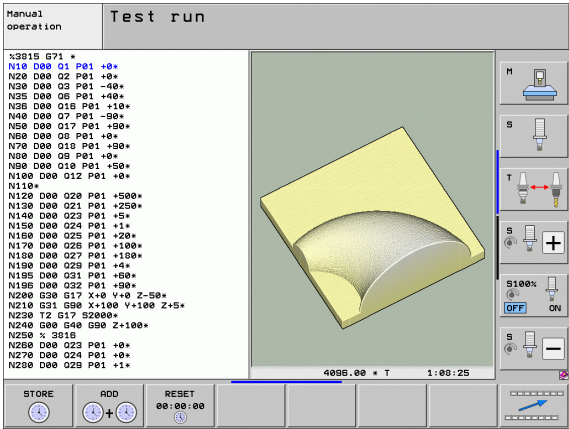 Manual
operation
Test run
%3815 G71 *
N10 D00 Q1 P01 +0*
N20 D00 Q2 P01 +0*
N30 D00 Q3 P01 -40*
N35 D00 Q6 P01 +40*
N36 D00 Q16 P01 +10*
N40 D00 Q7 P01 -90*
N50 D00 Q17 P01 +90*
N60 D00 Q8 P01 +0*
N70 D00 Q18 P01 +90*
N80 D00 Q9 P01 +0*
N90 D00 Q10 P01 +50*
N100 D00 Q12 P01 +0*
N110*
N120 D00 Q20 P01 +500*
N130 D00 Q21 P01 +250*
N140 D00 Q23 P01 +5*
N150 D00 Q24 P01 +1*
N160 D00 Q25 P01 +20*
N170 D00 Q26 P01 +100*
N180 D00 Q27 P01 +180*
N190 D00 Q29 P01 +4*
N195 D00 Q31 P01 +60*
N196 D00 Q32 P01 +90*
N200 G30 G17 X+0 Y+0 Z-50*
N210 G31 G90 X+100 Y+100 Z+5*
N230 T2 G17 S2000*
N240 G00 G40 G90 Z+100*
N250 % 3816
N260 D00 Q23 P01 +0*
N270 D00 Q24 P01 +0*
N280 D00 Q29 P01 +1*
4096.00 * T 1:08:25
M
S
T
S
+
S100%
OFF ON
S
-
STORE
ADD
+
RESET
00:00:00